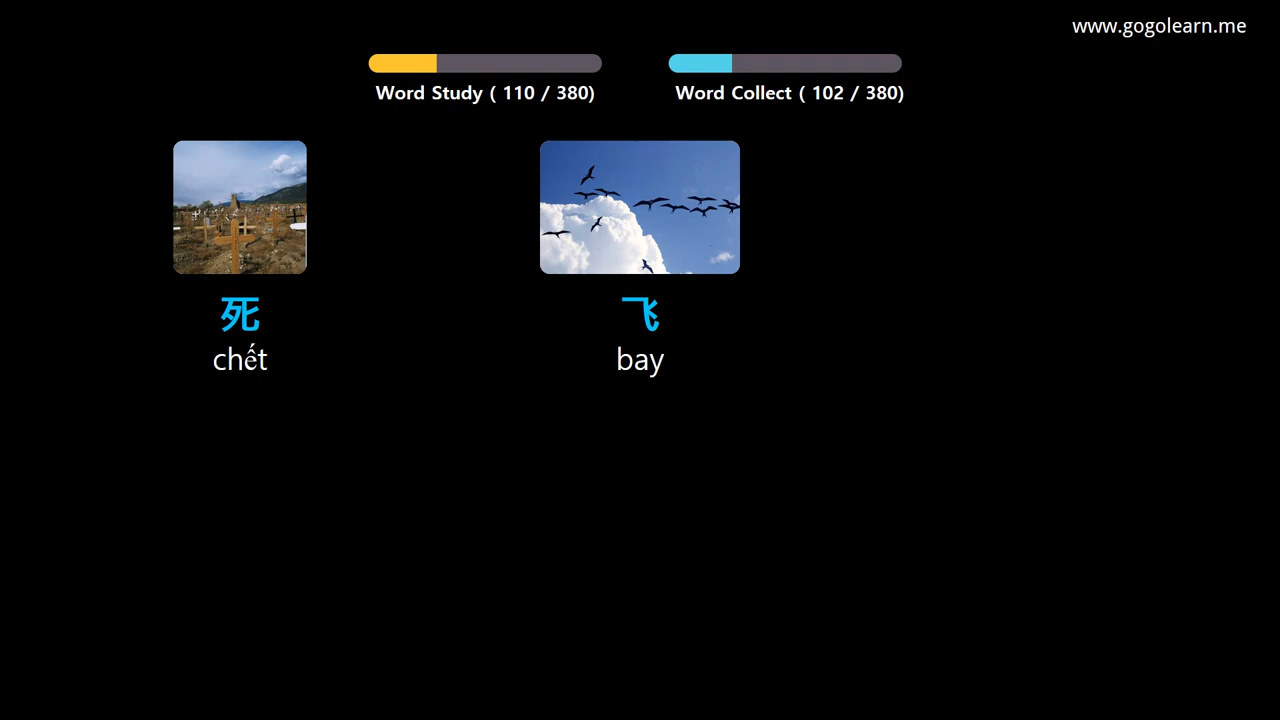 www.gogolearn.me
Word Study ( 110 / 380)
Word Collect ( 102 / 380)
死
chết
飞
bay